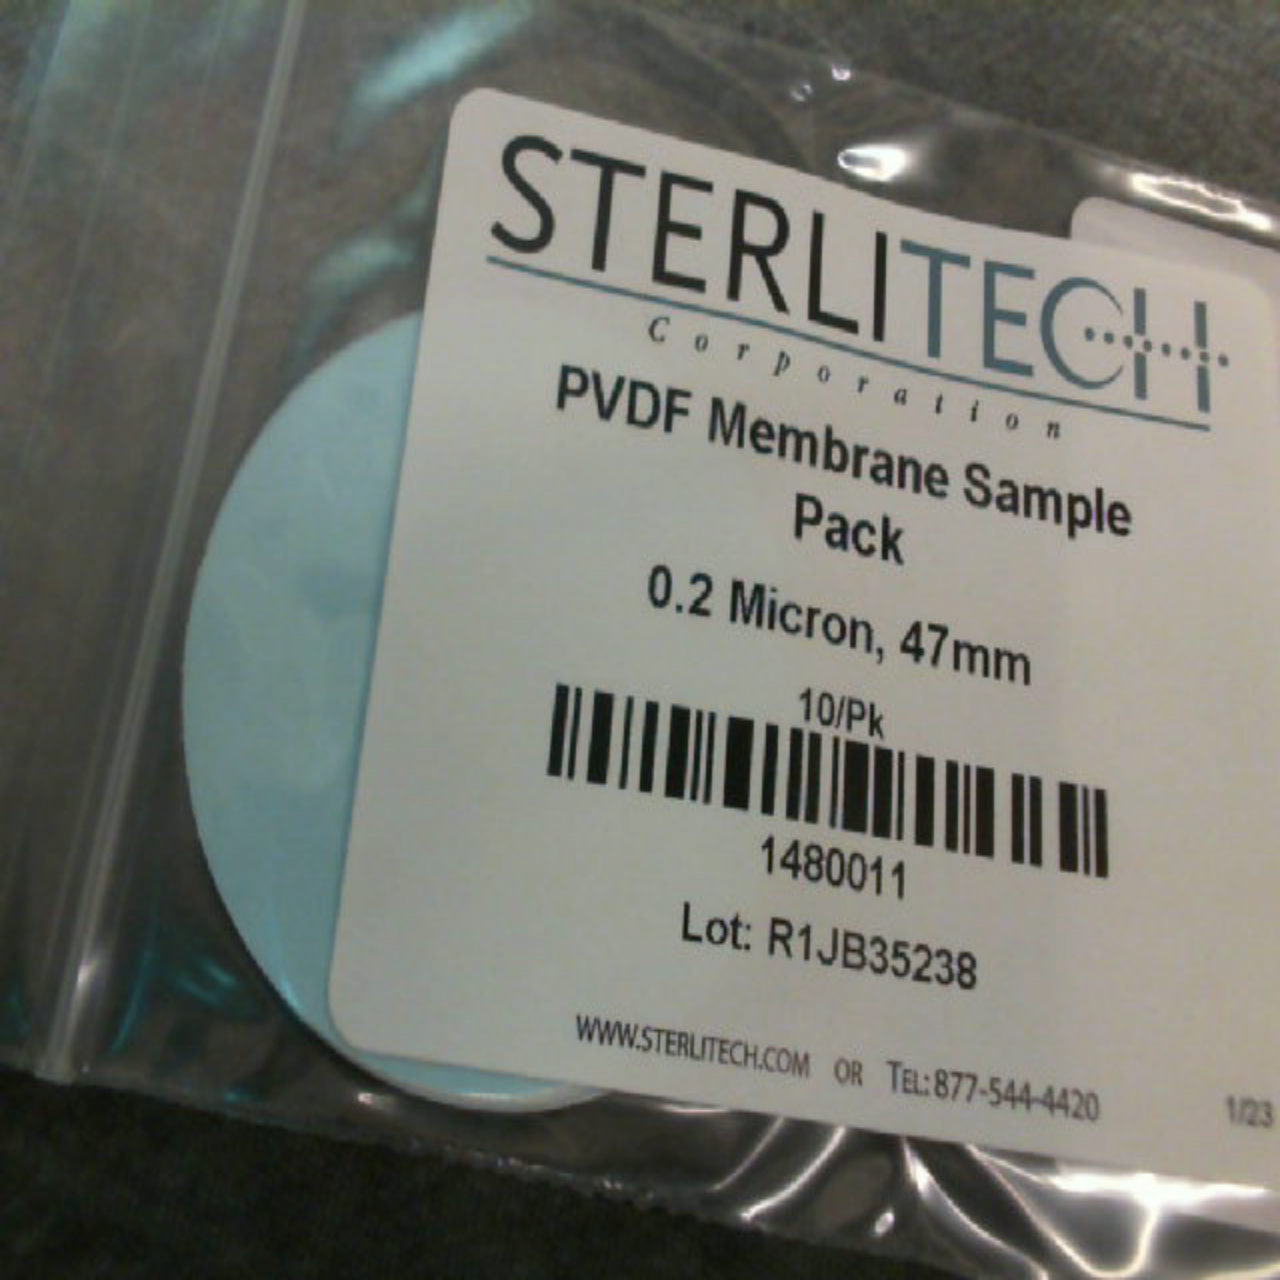 STERLITECH
Corporation
PVDF Membrane Sample
Pack
0.2 Micron, 47mm
10/Pk
1480011
Lot: R1JB35238
WWW.STERLITECH.COM OR TEL: 877-544-4420
1/23